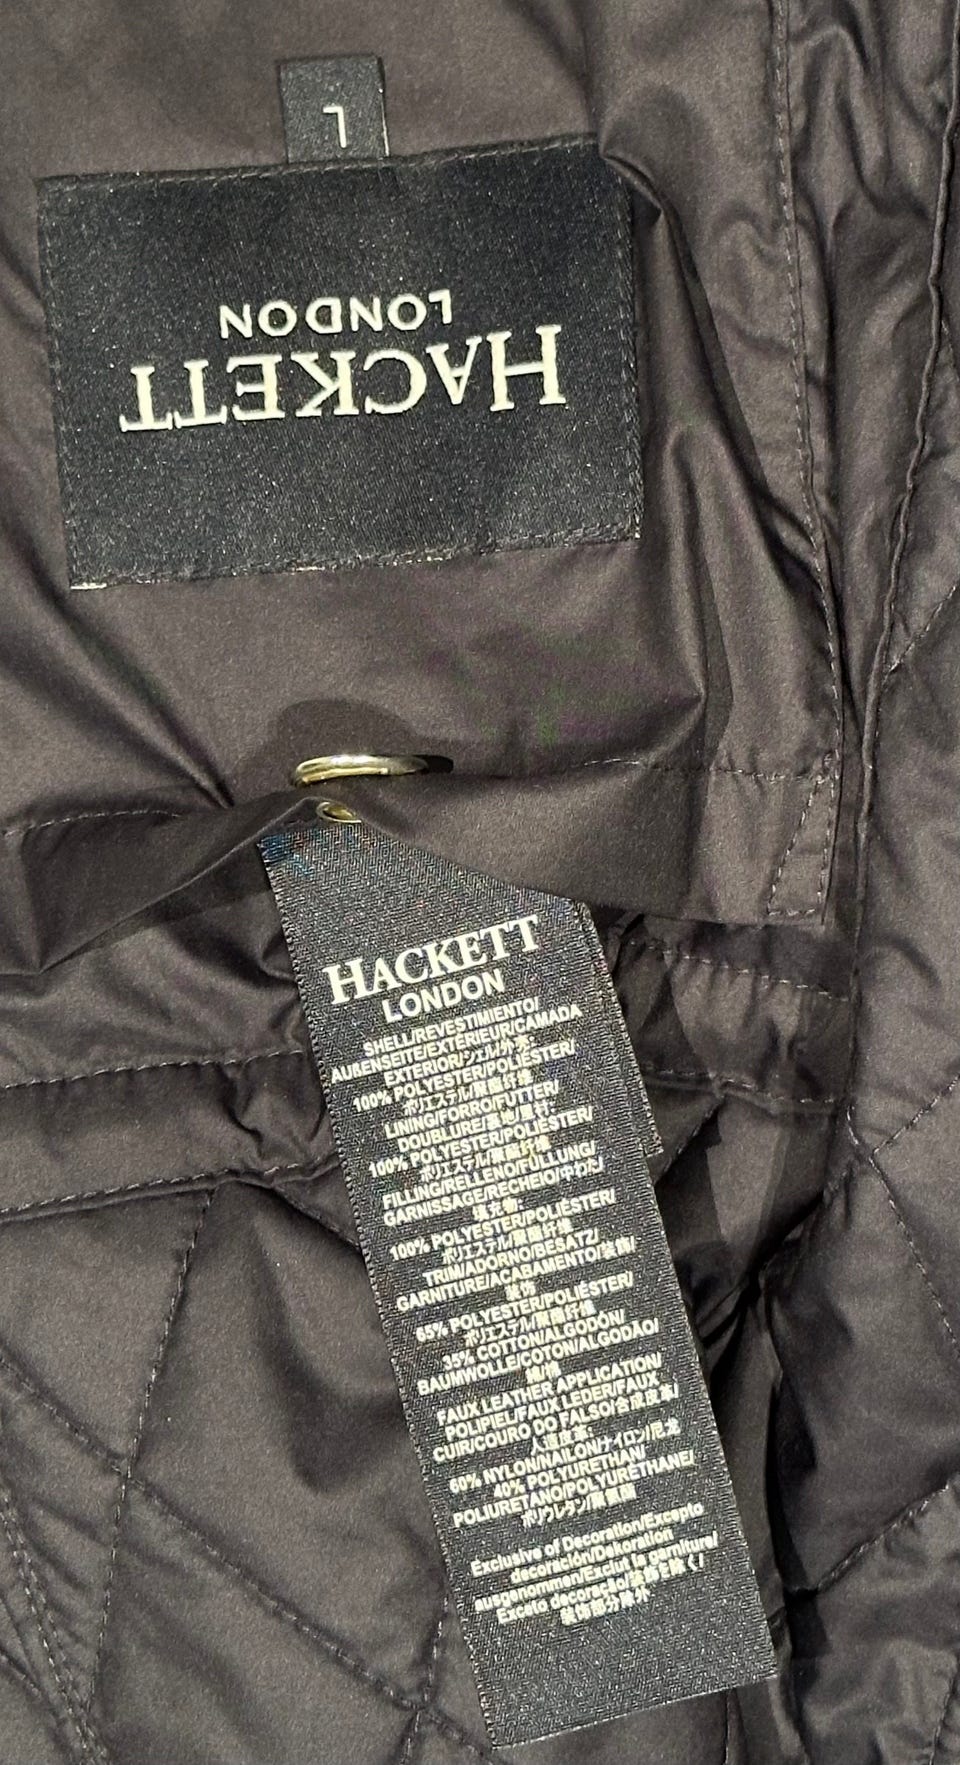 L
HACKETT
LONDON
HACKETT
LONDON
SHELL/REVESTIMIENTO/
AUßENSEITE/EXTÉRIEUR/CAMADA
EXTERIOR/シェル/外浆:
100% POLYESTER/POLIÉSTER/
ポリエステル/聚酯纤维
LINING/FORRO/FUTTER/
DOUBLURE/裏地/里衬:
100% POLYESTER/POLIÉSTER/
ポリエステル/聚酯纤维
FILLING/RELLENO/FÜLLUNG/
GARNISSAGE/RECHEIO/中わた/
填充物:
100% POLYESTER/POLIÉSTER/
ポリエステル/聚酯纤维
TRIM/ADORNO/BESATZ/
GARNITURE/ACABAMENTO/装飾/
装饰:
65% POLYESTER/POLIÉSTER/
ポリエステル/聚酯纤维
35% COTTON/ALGODÓN/
BAUMWOLLE/COTON/ALGODÃO/
綿/棉
FAUX LEATHER APPLICATION/
POLIPIEL/FAUX LEDER/FAUX
CUIR/COURO DO FALSO/合成皮革/
人造皮革:
60% NYLON/NAILON/ナイロン/尼龙
40% POLYURETHAN/
POLIURETANO/POLYURÉTHANE/
ポリウレタン/聚氨酯
Exclusive of Decoration/Excepto
decoración/Dekoration
ausgenommen/Exclut la garniture/
Exceto decoração/装飾を除く/
装饰部分除外